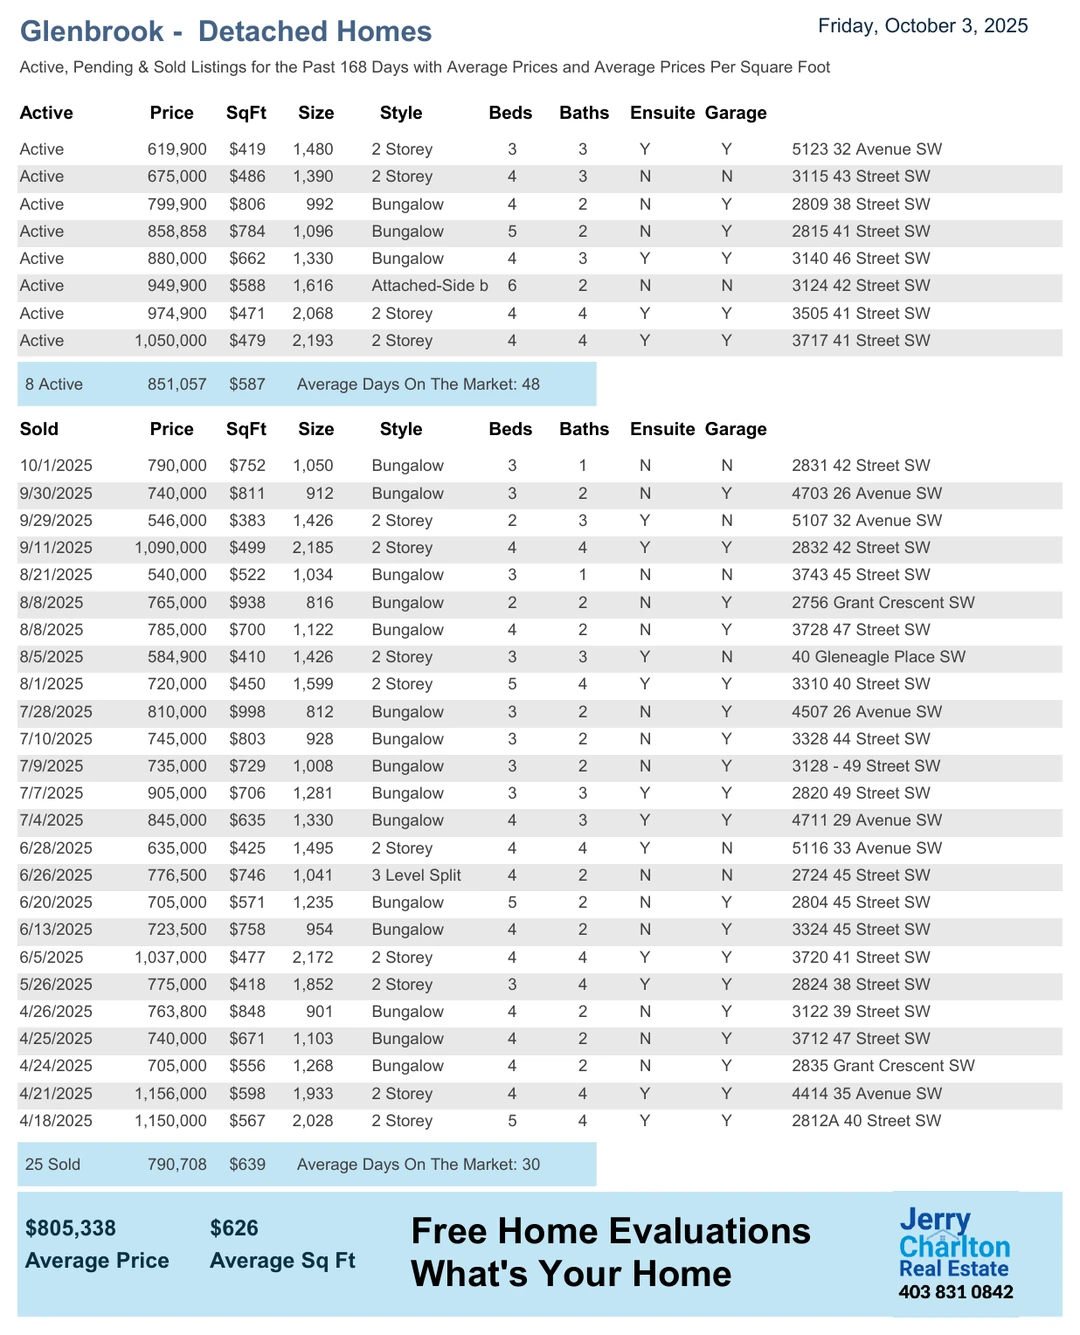 Glenbrook - Detached Homes
Friday, October 3, 2025
Active, Pending & Sold Listings for the Past 168 Days with Average Prices and Average Prices Per Square Foot
Active Price SqFt Size Style Beds Baths Ensuite Garage
Active 619,900 $419 1,480 2 Storey 3 3 Y Y 5123 32 Avenue SW
Active 675,000 $486 1,390 2 Storey 4 3 N N 3115 43 Street SW
Active 799,900 $806 992 Bungalow 4 2 N Y 2809 38 Street SW
Active 858,858 $784 1,096 Bungalow 5 2 N Y 2815 41 Street SW
Active 880,000 $662 1,330 Bungalow 4 3 Y Y 3140 46 Street SW
Active 949,900 $588 1,616 Attached-Side b 6 2 N N 3124 42 Street SW
Active 974,900 $471 2,068 2 Storey 4 4 Y Y 3505 41 Street SW
Active 1,050,000 $479 2,193 2 Storey 4 4 Y Y 3717 41 Street SW
8 Active 851,057 $587 Average Days On The Market: 48
Sold Price SqFt Size Style Beds Baths Ensuite Garage
10/1/2025 790,000 $752 1,050 Bungalow 3 1 N N 2831 42 Street SW
9/30/2025 740,000 $811 912 Bungalow 3 2 N Y 4703 26 Avenue SW
9/29/2025 546,000 $383 1,426 2 Storey 2 3 Y N 5107 32 Avenue SW
9/11/2025 1,090,000 $499 2,185 2 Storey 4 4 Y Y 2832 42 Street SW
8/21/2025 540,000 $522 1,034 Bungalow 3 1 N N 3743 45 Street SW
8/8/2025 765,000 $938 816 Bungalow 2 2 N Y 2756 Grant Crescent SW
8/8/2025 785,000 $700 1,122 Bungalow 4 2 N Y 3728 47 Street SW
8/5/2025 584,900 $410 1,426 2 Storey 3 3 Y N 40 Gleneagle Place SW
8/1/2025 720,000 $450 1,599 2 Storey 5 4 Y Y 3310 40 Street SW
7/28/2025 810,000 $998 812 Bungalow 3 2 N Y 4507 26 Avenue SW
7/10/2025 745,000 $803 928 Bungalow 3 2 N Y 3328 44 Street SW
7/9/2025 735,000 $729 1,008 Bungalow 3 2 N Y 3128 - 49 Street SW
7/7/2025 905,000 $706 1,281 Bungalow 3 3 Y Y 2820 49 Street SW
7/4/2025 845,000 $635 1,330 Bungalow 4 3 Y Y 4711 29 Avenue SW
6/28/2025 635,000 $425 1,495 2 Storey 4 4 Y N 5116 33 Avenue SW
6/26/2025 776,500 $746 1,041 3 Level Split 4 2 N N 2724 45 Street SW
6/20/2025 705,000 $571 1,235 Bungalow 5 2 N Y 2804 45 Street SW
6/13/2025 723,500 $758 954 Bungalow 4 2 N Y 3324 45 Street SW
6/5/2025 1,037,000 $477 2,172 2 Storey 4 4 Y Y 3720 41 Street SW
5/26/2025 775,000 $418 1,852 2 Storey 3 4 Y Y 2824 38 Street SW
4/26/2025 763,800 $848 901 Bungalow 4 2 N Y 3122 39 Street SW
4/25/2025 740,000 $671 1,103 Bungalow 4 2 N Y 3712 47 Street SW
4/24/2025 705,000 $556 1,268 Bungalow 4 2 N Y 2835 Grant Crescent SW
4/21/2025 1,156,000 $598 1,933 2 Storey 4 4 Y Y 4414 35 Avenue SW
4/18/2025 1,150,000 $567 2,028 2 Storey 5 4 Y Y 2812A 40 Street SW
25 Sold 790,708 $639 Average Days On The Market: 30
$805,338 $626
Average Price Average Sq Ft
Free Home Evaluations
What's Your Home
Jerry
Charlton
Real Estate
403 831 0842